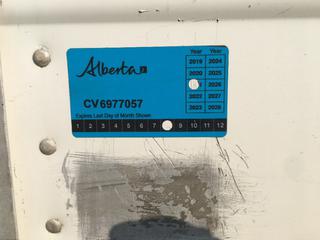 Year Year
Alberta
2019 2024
2020 2025
2026
CV6977057
2022 2027
2023 2028
Expires Last Day of Month Shown
1 2 3 4 5 6 7 9 10 11 12